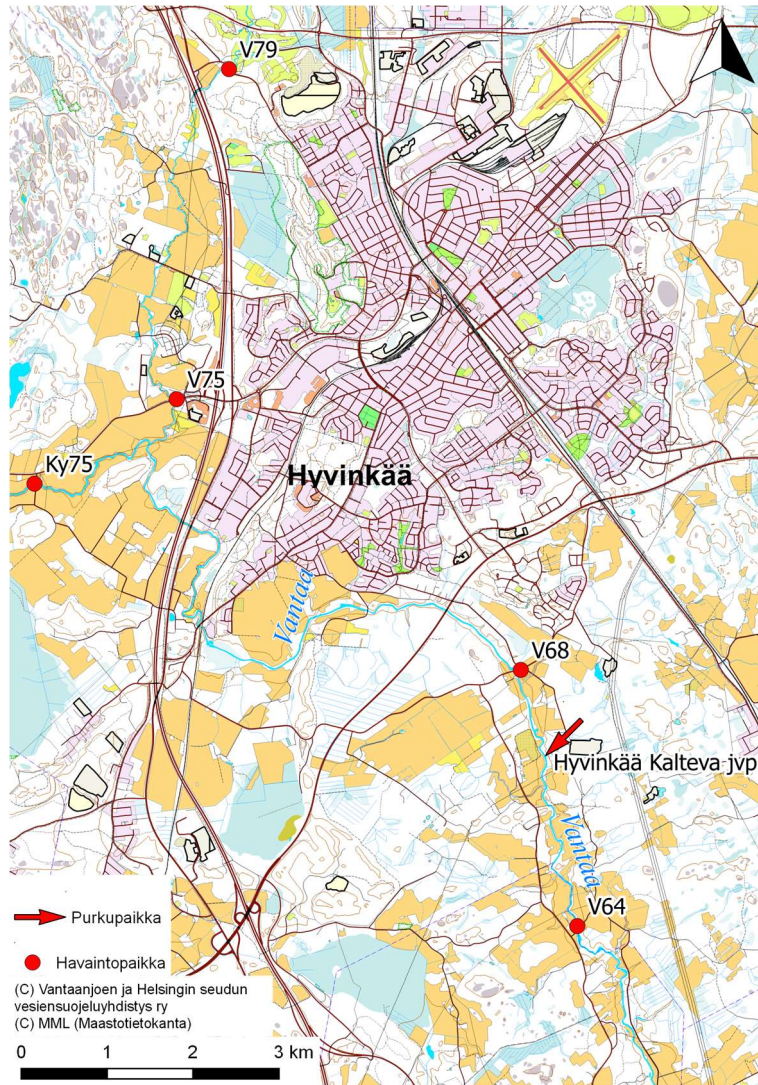 V79
V75
Ky75
Hyvinkää
Vantaa
V68
Hyvinkää Kalteva jvp
Vantaa
V64
Purkupaikka
Havaintopaikka
(C) Vantaanjoen ja Helsingin seudun
vesiensuojeluyhdistys ry
(C) MML (Maastotietokanta)
0 1 2 3 km